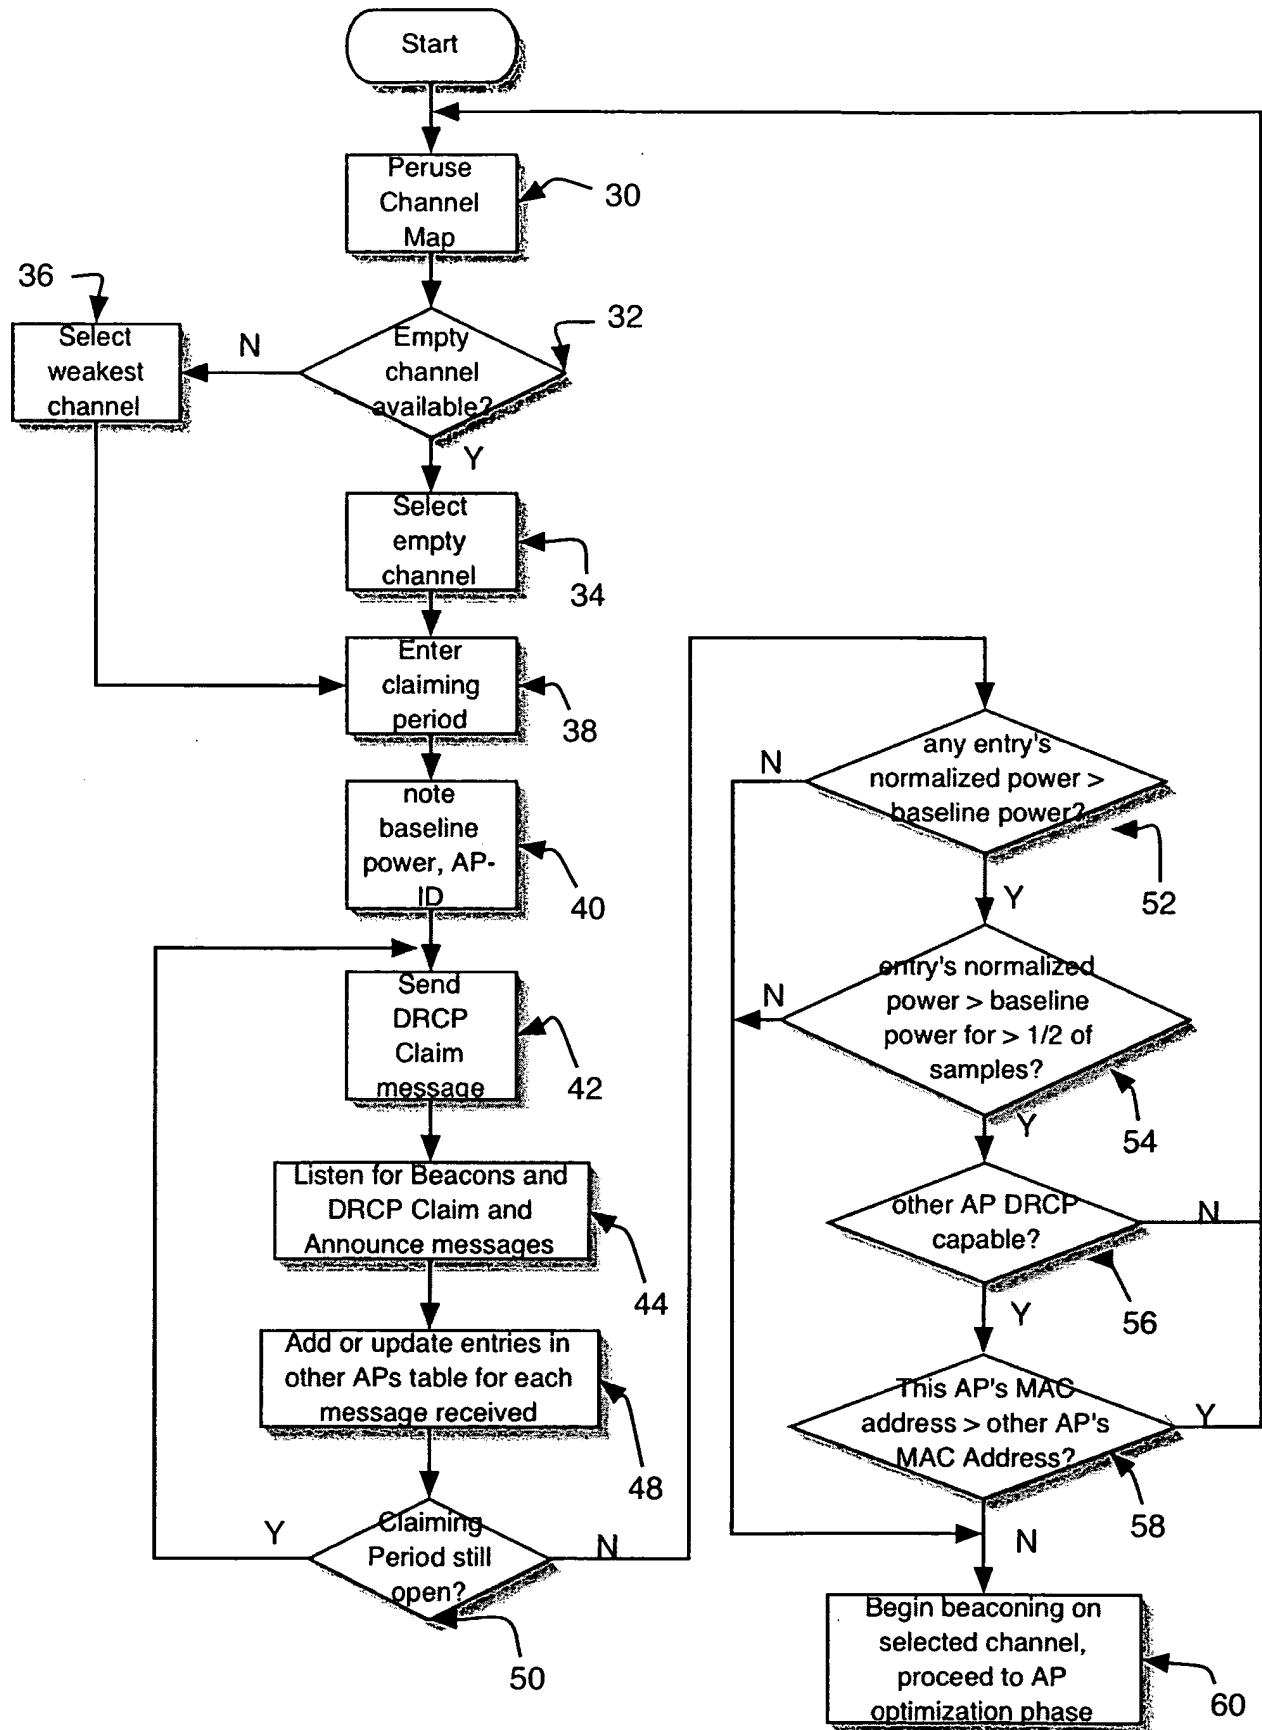 Start
Peruse
Channel
Map
30
36
Select
weakest
channel
N
Empty
channel
available?
32
Y
Select
empty
channel
34
Enter
claiming
period
38
note
baseline
power, AP-
ID
40
Send
DRCP
Claim
message
42
Listen for Beacons and
DRCP Claim and
Announce messages
44
Add or update entries in
other APs table for each
message received
48
Claiming
Period still
open?
Y
N
50
any entry's
normalized power >
baseline power?
N
Y
52
entry's normalized
power > baseline
power for > 1/2 of
samples?
N
Y
54
other AP DRCP
capable?
N
Y
56
This AP's MAC
address > other AP's
MAC Address?
Y
N
58
Begin beaconing on
selected channel,
proceed to AP
optimization phase
60